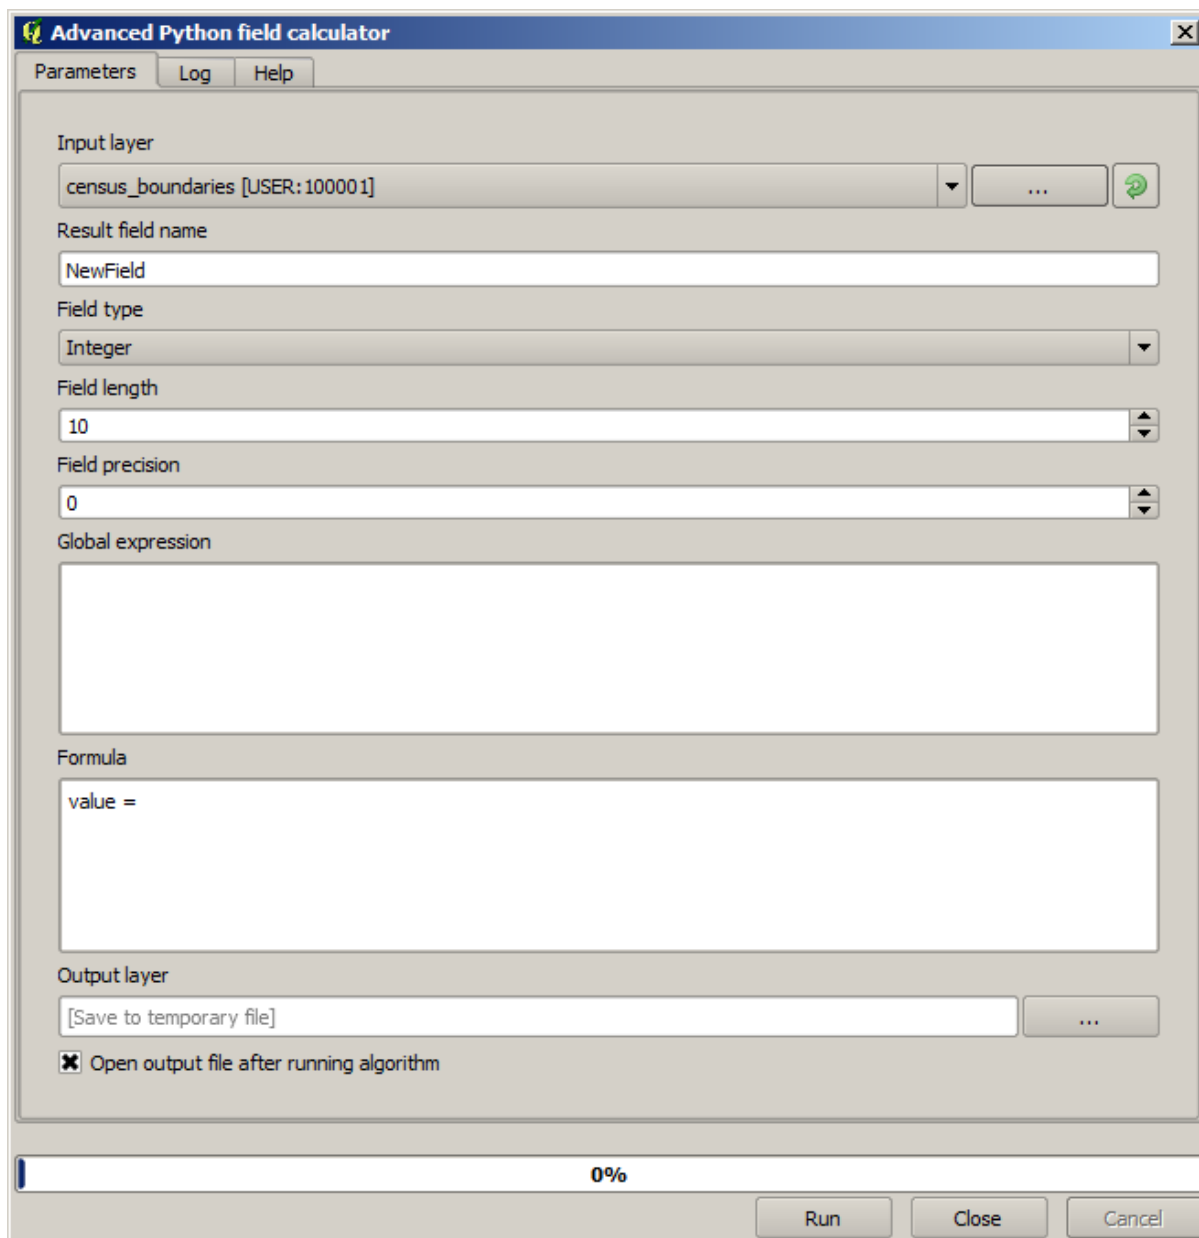 Advanced Python field calculator
Parameters Log Help
Input layer
census_boundaries [USER:100001] ...
Result field name
NewField
Field type
Integer
Field length
10
Field precision
0
Global expression
Formula
value =
Output layer
[Save to temporary file] ...
Open output file after running algorithm
0%
Run Close Cancel